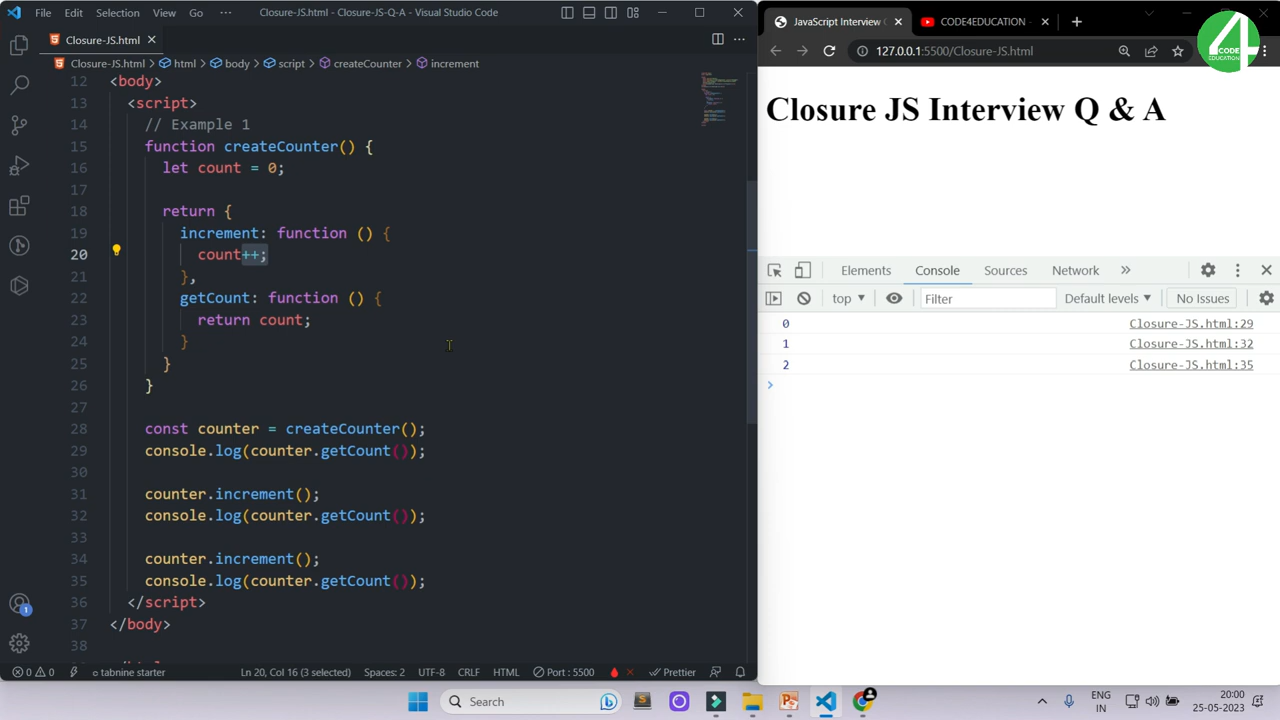 File Edit Selection View Go ··· Closure-JS.html - Closure-JS-Q-A - Visual Studio Code
Closure-JS.html
Closure-JS.html > html > body > script > createCounter > increment
12 <body>
13 <script>
14 // Example 1
15 function createCounter() {
16 let count = 0;
17
18 return {
19 increment: function () {
20 count++;
21 },
22 getCount: function () {
23 return count;
24 }
25 }
26 }
27
28 const counter = createCounter();
29 console.log(counter.getCount());
30
31 counter.increment();
32 console.log(counter.getCount());
33
34 counter.increment();
35 console.log(counter.getCount());
36 </script>
37 </body>
38
1
0 0 tabnine starter Ln 20, Col 16 (3 selected) Spaces: 2 UTF-8 CRLF HTML Port : 5500 Prettier
JavaScript Interview CODE4EDUCATION -
127.0.0.1:5500/Closure-JS.html
4
CODE
EDUCATION
Closure JS Interview Q & A
Elements Console Sources Network »
top Filter Default levels No Issues
0 Closure-JS.html:29
1 Closure-JS.html:32
2 Closure-JS.html:35
Search
ENG
IN
20:00
25-05-2023